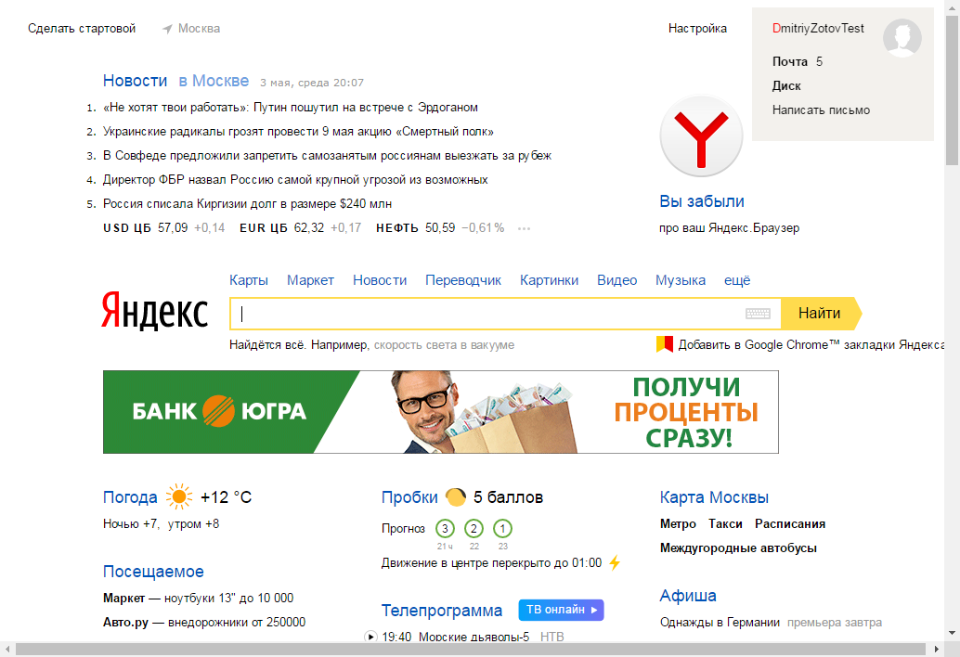 Сделать стартовой Москва Настройка DmitriyZotovTest
Почта 5
Диск
Написать письмо
Новости в Москве 3 мая, среда 20:07
1. «Не хотят твои работать»: Путин пошутил на встрече с Эрдоганом
2. Украинские радикалы грозят провести 9 мая акцию «Смертный полк»
3. В Совфеде предложили запретить самозанятым россиянам выезжать за рубеж
4. Директор ФБР назвал Россию самой крупной угрозой из возможных
5. Россия списала Киргизии долг в размере $240 млн
USD ЦБ 57,09 +0,14 EUR ЦБ 62,32 +0,17 НЕФТЬ 50,59 −0,61% ···
Вы забыли
про ваш Яндекс.Браузер
Карты Маркет Новости Переводчик Картинки Видео Музыка ещё
Яндекс Найти
Найдётся всё. Например, скорость света в вакууме
Добавить в Google Chrome™ закладки Яндекса
БАНК ЮГРА
ПОЛУЧИ
ПРОЦЕНТЫ
СРАЗУ!
Погода +12 °C
Ночью +7, утром +8
Посещаемое
Маркет — ноутбуки 13" до 10 000
Авто.ру — внедорожники от 250000
Пробки 5 баллов
Прогноз 3 2 1
21 ч 22 23
Движение в центре перекрыто до 01:00
Телепрограмма ТВ онлайн
19:40 Морские дьяволы-5 НТВ
Карта Москвы
Метро Такси Расписания
Междугородные автобусы
Афиша
Однажды в Германии премьера завтра